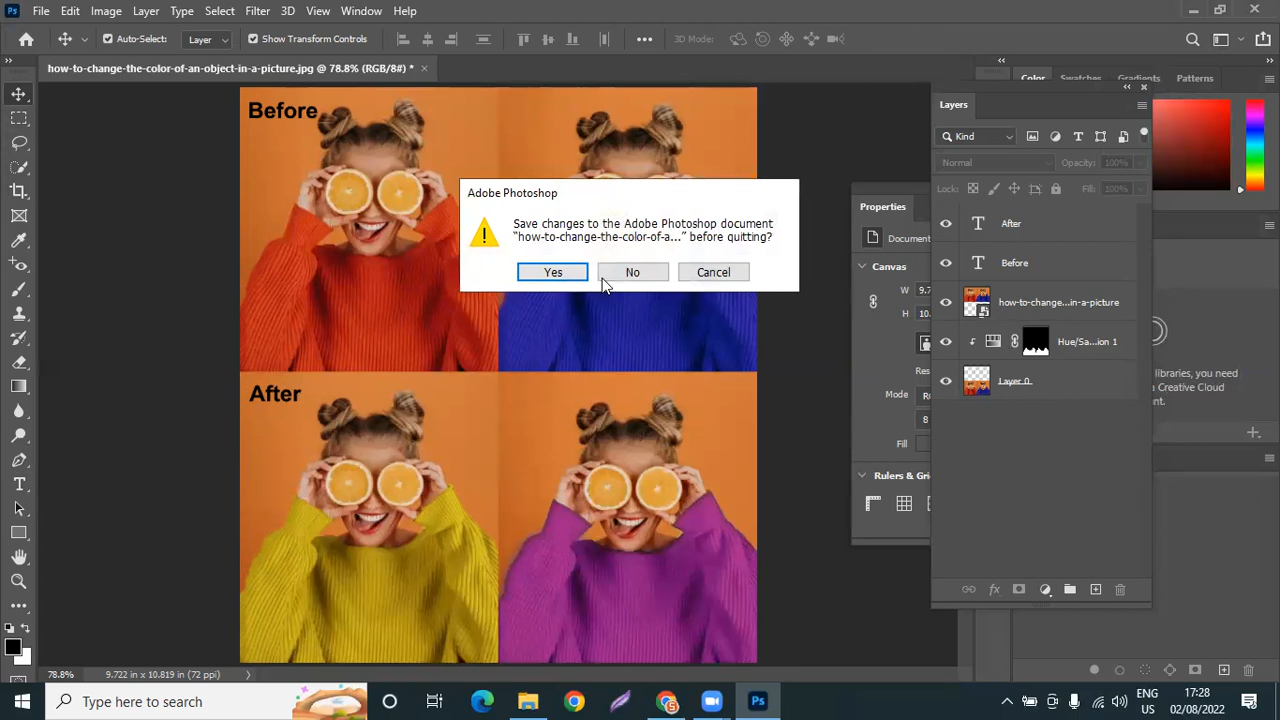 Ps File Edit Image Layer Type Select Filter 3D View Window Help
Auto-Select: Layer Show Transform Controls 3D Mode:
how-to-change-the-color-of-an-object-in-a-picture.jpg @ 78.8% (RGB/8#) *
Color Swatches Gradients Patterns
Before
Layers
Kind
Normal Opacity: 100%
Lock: Fill: 100%
Adobe Photoshop
Save changes to the Adobe Photoshop document
“how-to-change-the-color-of-a...” before quitting?
Yes No Cancel
Properties
Document
Canvas
W 9.7
H 10.
Res
Mode
8
Fill
Rulers & Gri
After
Before
how-to-change...in-a-picture
Hue/Sa...ion 1
Layer 0
libraries, you need
Creative Cloud
nt.
After
78.8% 9.722 in x 10.819 in (72 ppi)
Type here to search
Ps
ENG
US
17:28
02/08/2022